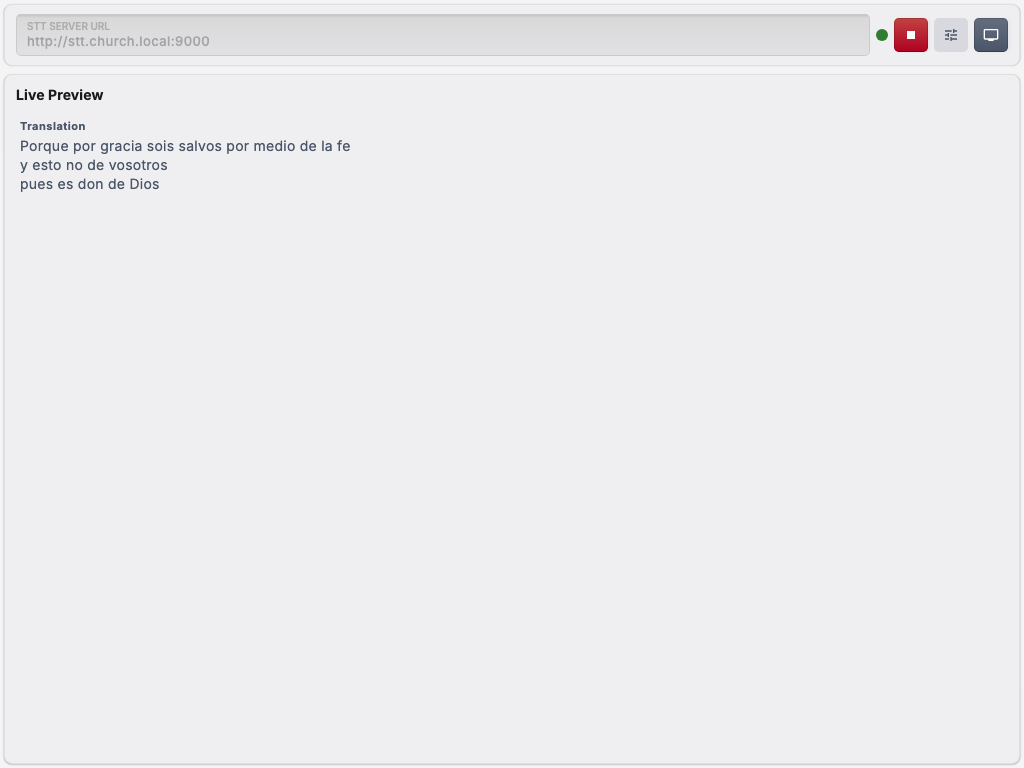 STT SERVER URL
http://stt.church.local:9000
Live Preview
Translation
Porque por gracia sois salvos por medio de la fe
y esto no de vosotros
pues es don de Dios